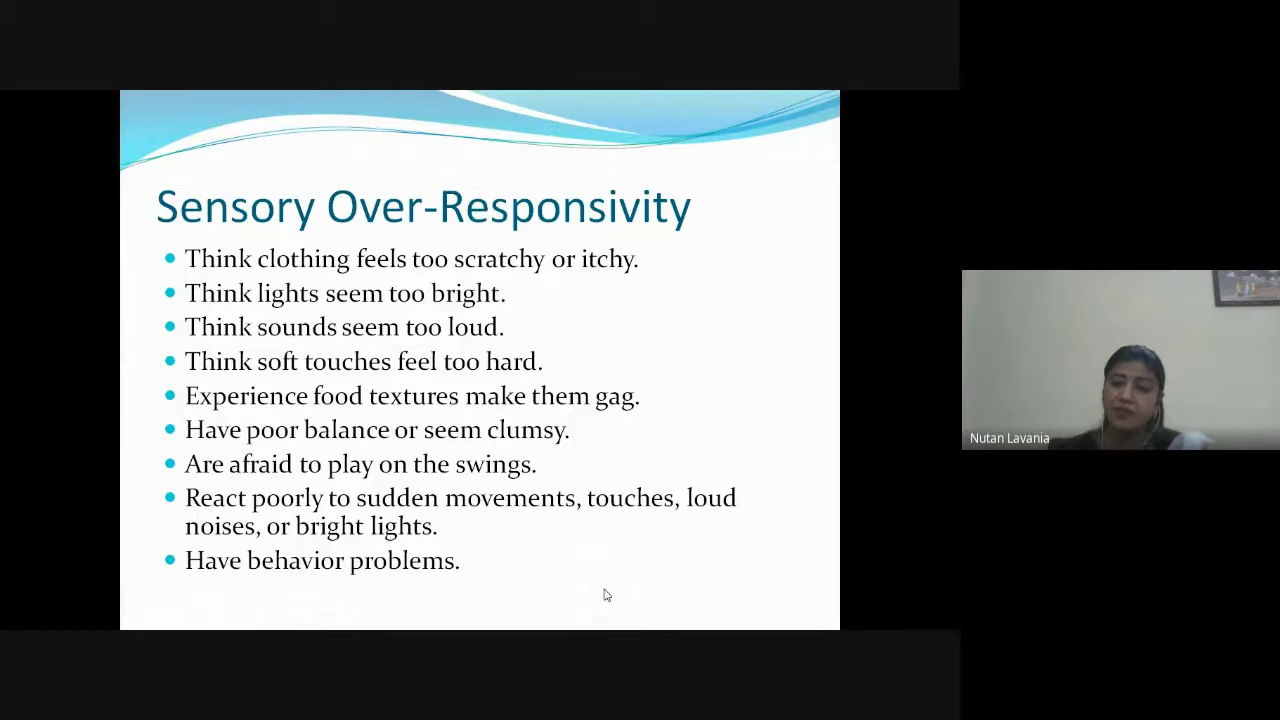 Sensory Over-Responsivity
Think clothing feels too scratchy or itchy.
Think lights seem too bright.
Think sounds seem too loud.
Think soft touches feel too hard.
Experience food textures make them gag.
Have poor balance or seem clumsy.
Are afraid to play on the swings.
React poorly to sudden movements, touches, loud
noises, or bright lights.
Have behavior problems.
Nutan Lavania